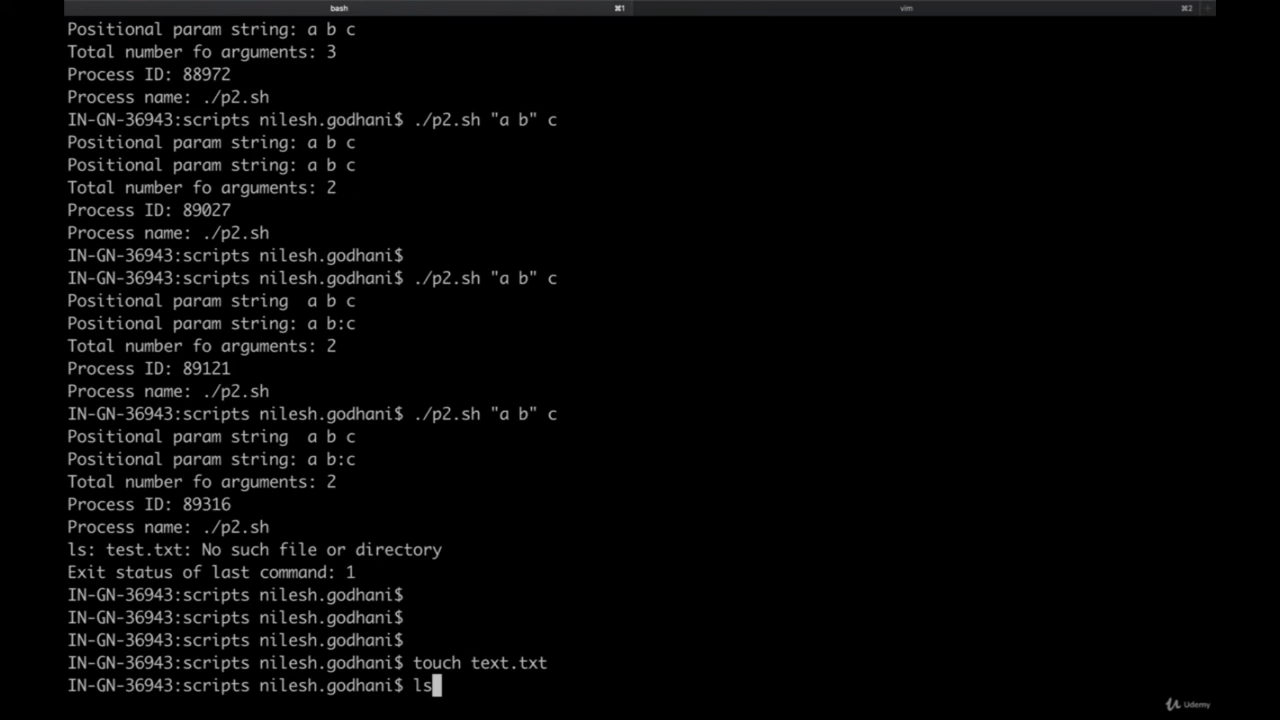 bash ⌘1 vim ⌘2 +
Positional param string: a b c
Total number fo arguments: 3
Process ID: 88972
Process name: ./p2.sh
IN-GN-36943:scripts nilesh.godhani$ ./p2.sh "a b" c
Positional param string: a b c
Positional param string: a b c
Total number fo arguments: 2
Process ID: 89027
Process name: ./p2.sh
IN-GN-36943:scripts nilesh.godhani$
IN-GN-36943:scripts nilesh.godhani$ ./p2.sh "a b" c
Positional param string  a b c
Positional param string: a b:c
Total number fo arguments: 2
Process ID: 89121
Process name: ./p2.sh
IN-GN-36943:scripts nilesh.godhani$ ./p2.sh "a b" c
Positional param string  a b c
Positional param string: a b:c
Total number fo arguments: 2
Process ID: 89316
Process name: ./p2.sh
ls: test.txt: No such file or directory
Exit status of last command: 1
IN-GN-36943:scripts nilesh.godhani$
IN-GN-36943:scripts nilesh.godhani$
IN-GN-36943:scripts nilesh.godhani$
IN-GN-36943:scripts nilesh.godhani$ touch text.txt
IN-GN-36943:scripts nilesh.godhani$ ls
Udemy